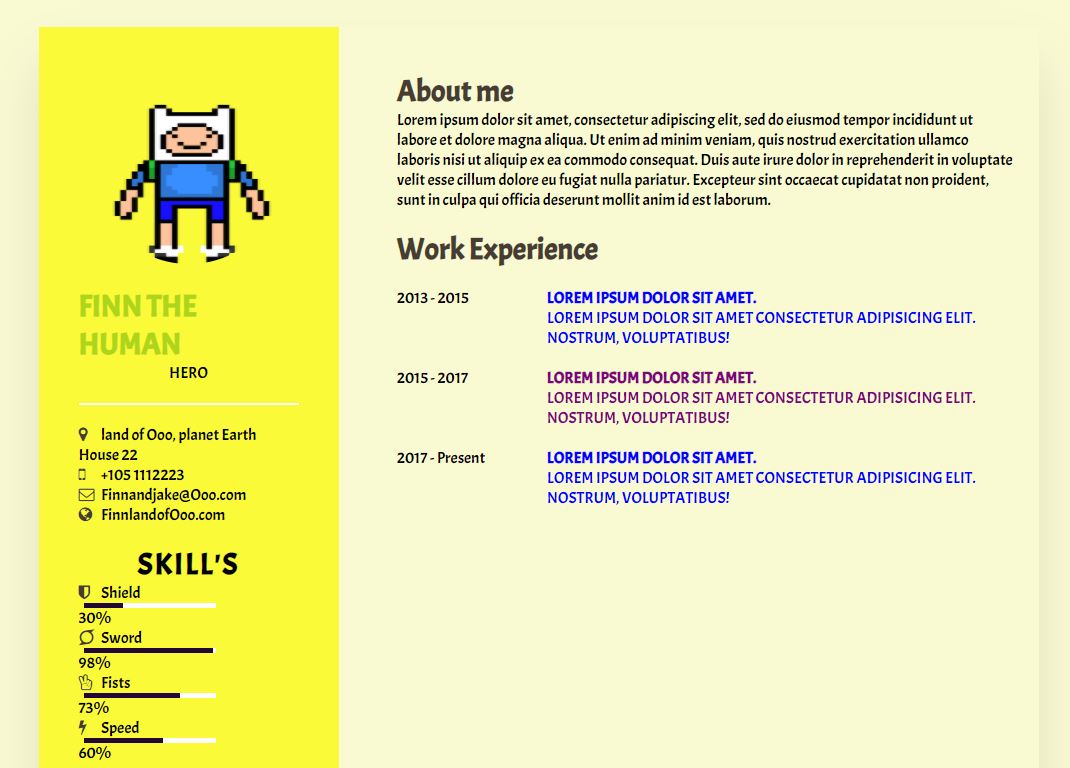 FINN THE
HUMAN
HERO
land of Ooo, planet Earth
House 22
+105 1112223
Finnandjake@Ooo.com
FinnlandofOoo.com
SKILL'S
Shield
30%
Sword
98%
Fists
73%
Speed
60%
About me
Lorem ipsum dolor sit amet, consectetur adipiscing elit, sed do eiusmod tempor incididunt ut
labore et dolore magna aliqua. Ut enim ad minim veniam, quis nostrud exercitation ullamco
laboris nisi ut aliquip ex ea commodo consequat. Duis aute irure dolor in reprehenderit in voluptate
velit esse cillum dolore eu fugiat nulla pariatur. Excepteur sint occaecat cupidatat non proident,
sunt in culpa qui officia deserunt mollit anim id est laborum.
Work Experience
2013 - 2015
LOREM IPSUM DOLOR SIT AMET.
LOREM IPSUM DOLOR SIT AMET CONSECTETUR ADIPISICING ELIT.
NOSTRUM, VOLUPTATIBUS!
2015 - 2017
LOREM IPSUM DOLOR SIT AMET.
LOREM IPSUM DOLOR SIT AMET CONSECTETUR ADIPISICING ELIT.
NOSTRUM, VOLUPTATIBUS!
2017 - Present
LOREM IPSUM DOLOR SIT AMET.
LOREM IPSUM DOLOR SIT AMET CONSECTETUR ADIPISICING ELIT.
NOSTRUM, VOLUPTATIBUS!